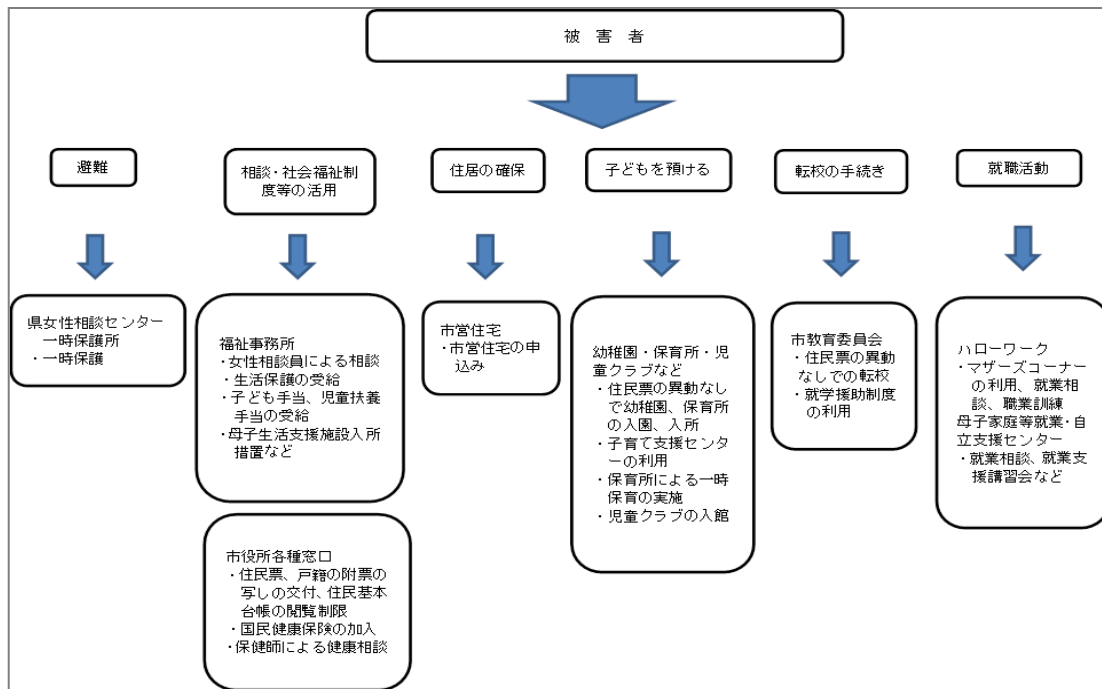 被 害 者
避難
相談・社会福祉制
度等の活用
住居の確保
子どもを預ける
転校の手続き
就職活動
県女性相談センター
一時保護所
・一時保護
福祉事務所
・女性相談員による相談
・生活保護の受給
・子ども手当、児童扶養
手当の受給
・母子生活支援施設入所
措置など
市役所各種窓口
・住民票、戸籍の附票の
写しの交付、住民基本
台帳の閲覧制限
・国民健康保険の加入
・保健師による健康相談
市営住宅
・市営住宅の申
込み
幼稚園・保育所・児
童クラブなど
・住民票の異動なし
で幼稚園、保育所
の入園、入所
・子育て支援センタ
ーの利用
・保育所による一時
保育の実施
・児童クラブの入館
市教育委員会
・住民票の異動
なしでの転校
・就学援助制度
の利用
ハローワーク
・マザーズコーナー
の利用、就業相
談、職業訓練
母子家庭等就業・自
立支援センター
・就業相談、就業支
援講習会など